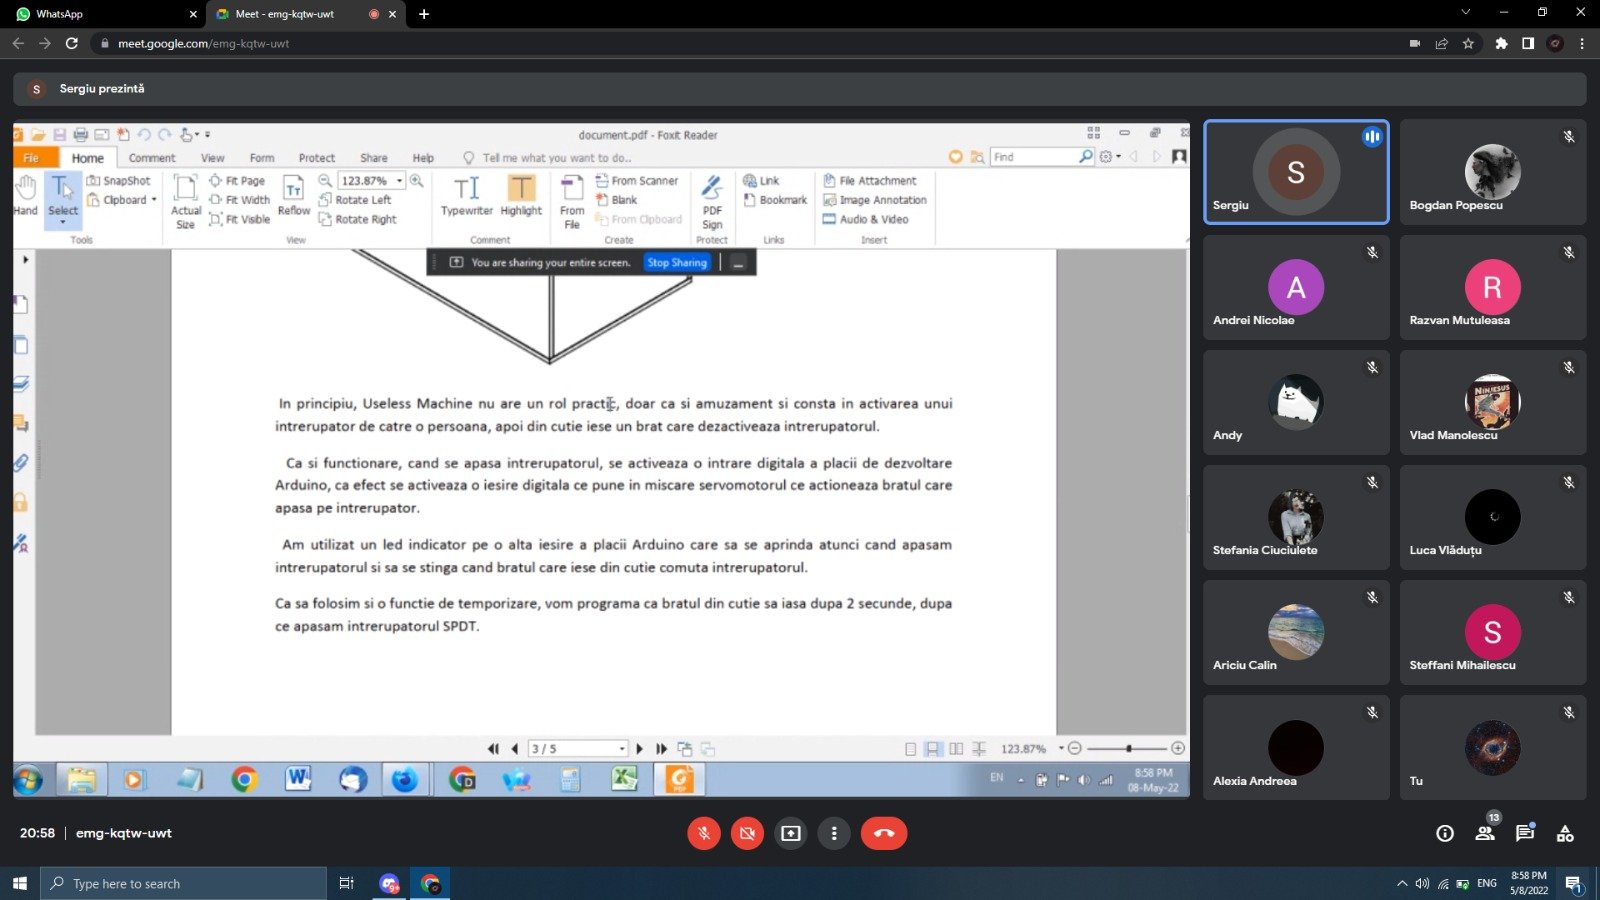 WhatsApp
Meet - emg-kqtw-uwt
meet.google.com/emg-kqtw-uwt
S Sergiu prezintă
document.pdf - Foxit Reader
File Home Comment View Form Protect Share Help Tell me what you want to do.. Find
Hand
Select
SnapShot
Clipboard
Tools
Actual Size
Fit Page
Fit Width
Fit Visible
Reflow
123.87%
Rotate Left
Rotate Right
View
Typewriter
Highlight
Comment
From File
From Scanner
Blank
From Clipboard
Create
PDF Sign
Protect
Link
Bookmark
Links
File Attachment
Image Annotation
Audio & Video
Insert
You are sharing your entire screen. Stop Sharing
In principiu, Useless Machine nu are un rol practic, doar ca si amuzament si consta in activarea unui
intrerupator de catre o persoana, apoi din cutie iese un brat care dezactiveaza intrerupatorul.
Ca si functionare, cand se apasa intrerupatorul, se activeaza o intrare digitala a placii de dezvoltare
Arduino, ca efect se activeaza o iesire digitala ce pune in miscare servomotorul ce actioneaza bratul care
apasa pe intrerupator.
Am utilizat un led indicator pe o alta iesire a placii Arduino care sa se aprinda atunci cand apasam
intrerupatorul si sa se stinga cand bratul care iese din cutie comuta intrerupatorul.
Ca sa folosim si o functie de temporizare, vom programa ca bratul din cutie sa iasa dupa 2 secunde, dupa
ce apasam intrerupatorul SPDT.
3 / 5
123.87%
EN
8:58 PM
08-May-22
S
Sergiu
Bogdan Popescu
A
Andrei Nicolae
R
Razvan Mutuleasa
Andy
NINJESUS
Vlad Manolescu
Stefania Ciuciulete
Luca Vlăduțu
Ariciu Calin
S
Steffani Mihailescu
Alexia Andreea
Tu
20:58 | emg-kqtw-uwt
13
Type here to search
9+
ENG
8:58 PM
5/8/2022
1